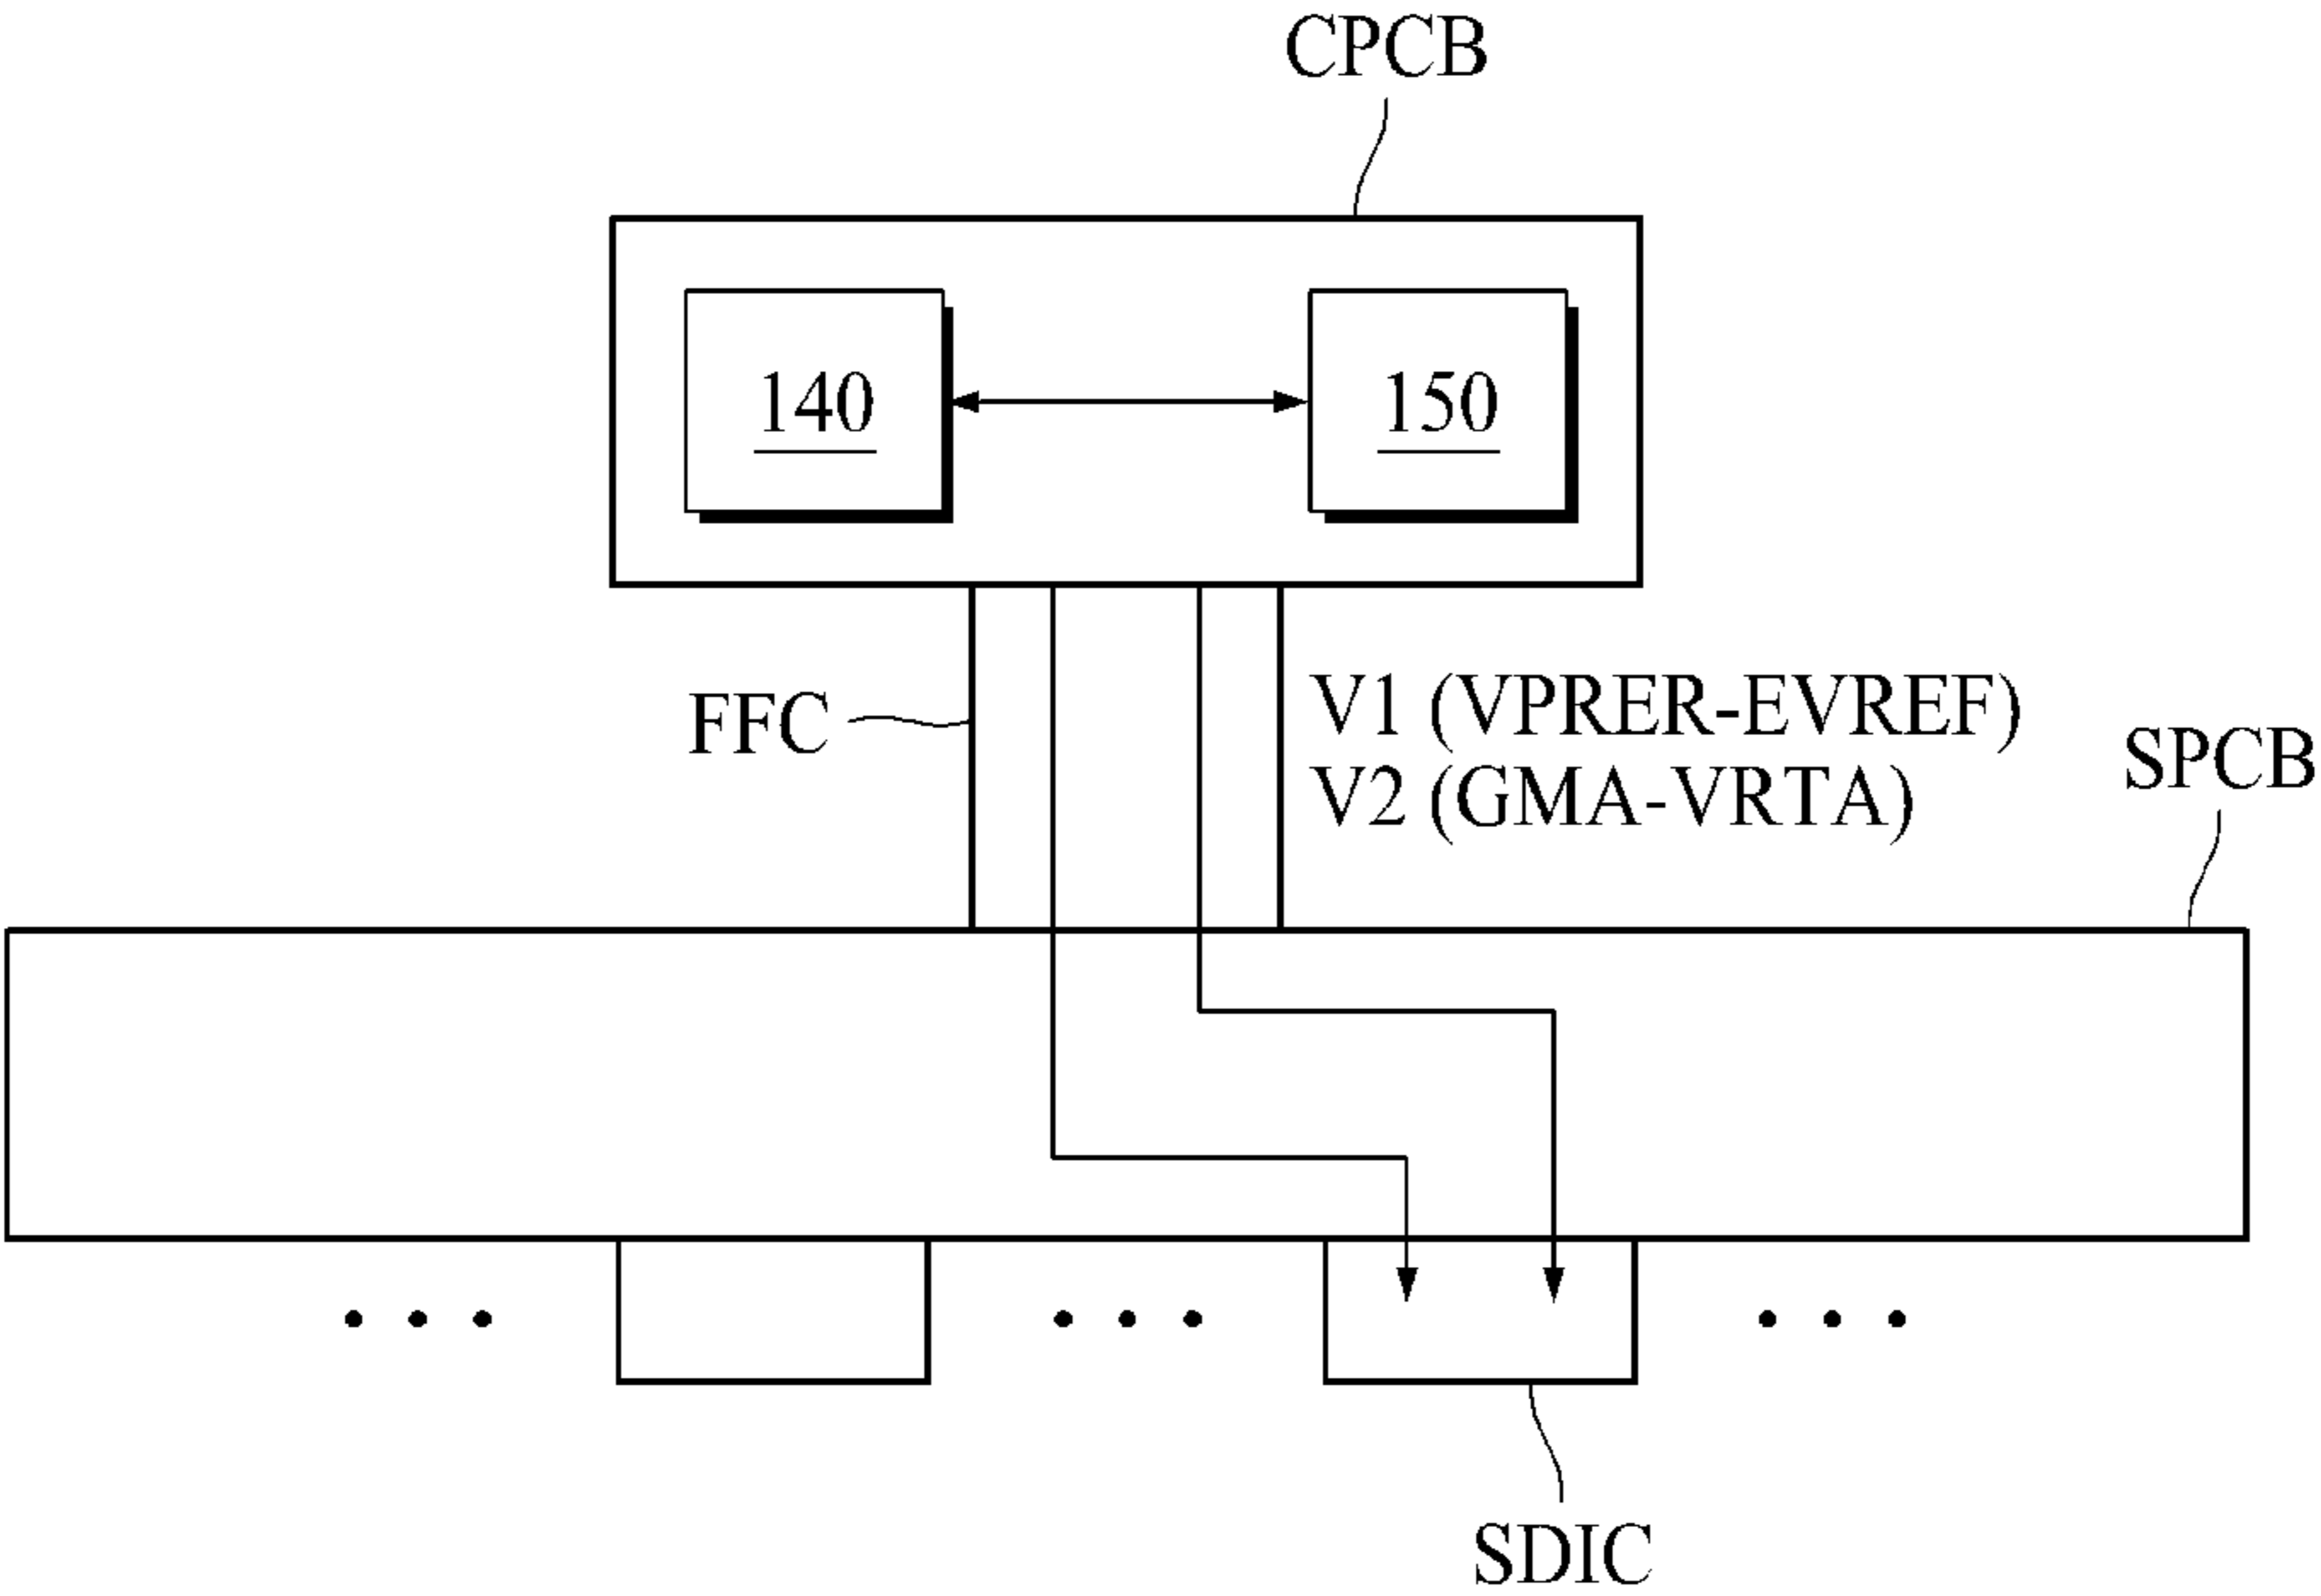 CPCB
140
150
FFC
V1 (VPRER-EVREF)
V2 (GMA-VRTA)
SPCB
SDIC